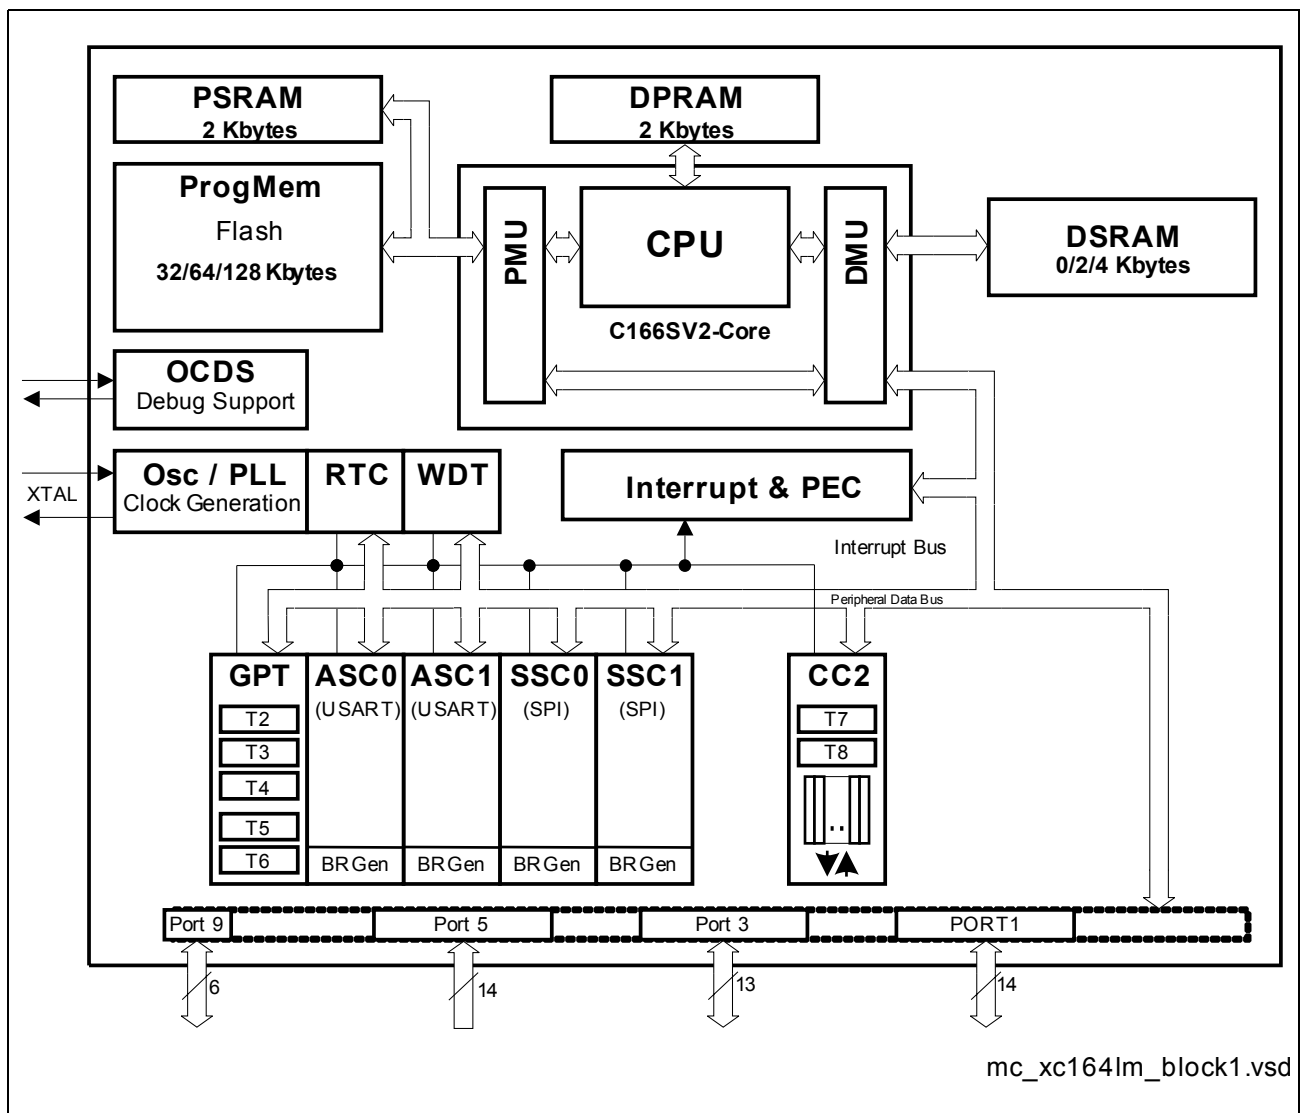 PSRAM
2 Kbytes
DPRAM
2 Kbytes
ProgMem
Flash
32/64/128 Kbytes
PMU
CPU
DMU
C166SV2-Core
DSRAM
0/2/4 Kbytes
OCDS
Debug Support
Osc / PLL
Clock Generation
RTC
WDT
Interrupt & PEC
XTAL
Interrupt Bus
Peripheral Data Bus
GPT
T2
T3
T4
T5
T6
ASC0
(USART)
BRGen
ASC1
(USART)
BRGen
SSC0
(SPI)
BRGen
SSC1
(SPI)
BRGen
CC2
T7
T8
..
Port 9
Port 5
Port 3
PORT1
6
14
13
14
mc_xc164lm_block1.vsd